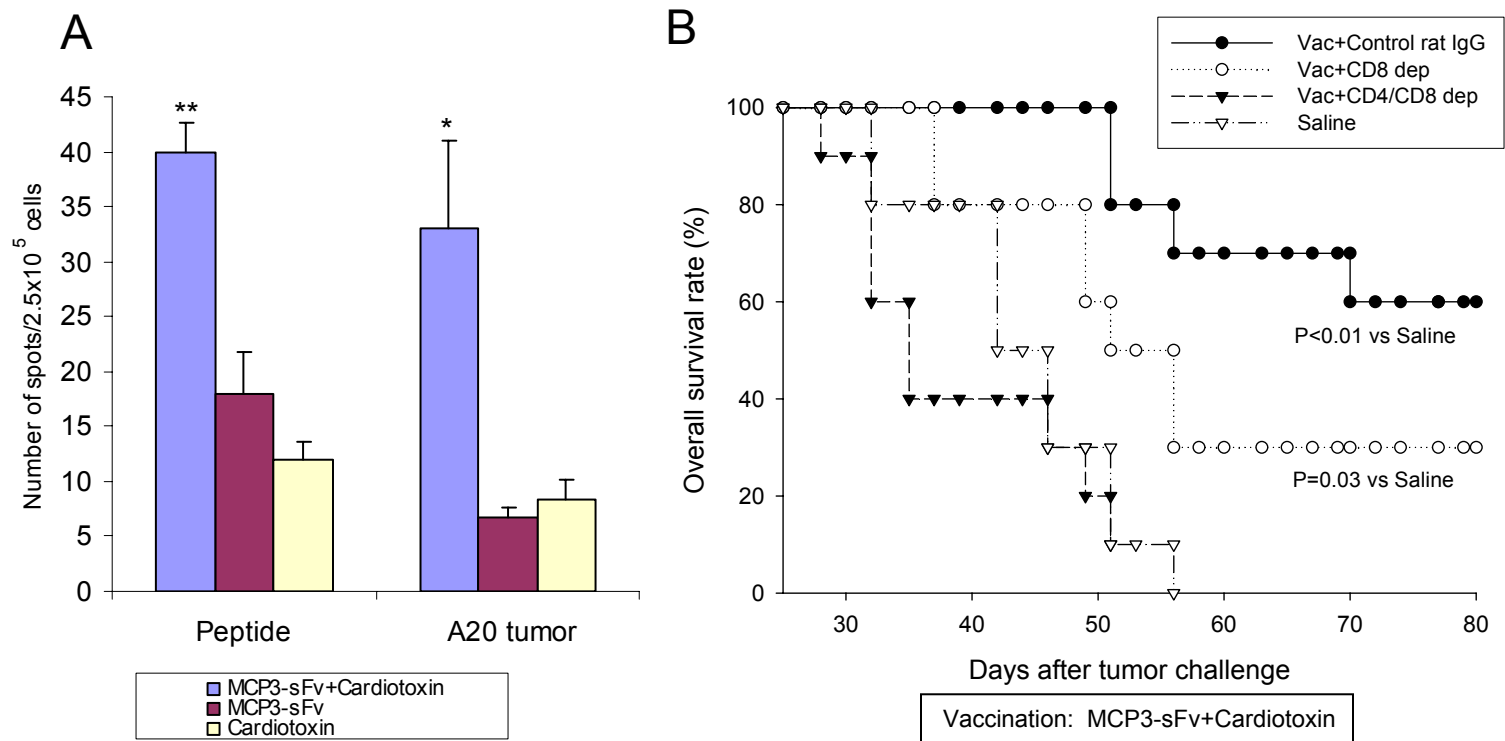 A
45
40
35
30
25
20
15
10
5
0
Number of spots/2.5x10 5 cells
**
*
Peptide
A20 tumor
MCP3-sFv+Cardiotoxin
MCP3-sFv
Cardiotoxin
B
Vac+Control rat IgG
Vac+CD8 dep
Vac+CD4/CD8 dep
Saline
100
80
60
40
20
0
Overall survival rate (%)
P<0.01 vs Saline
P=0.03 vs Saline
30 40 50 60 70 80
Days after tumor challenge
Vaccination: MCP3-sFv+Cardiotoxin